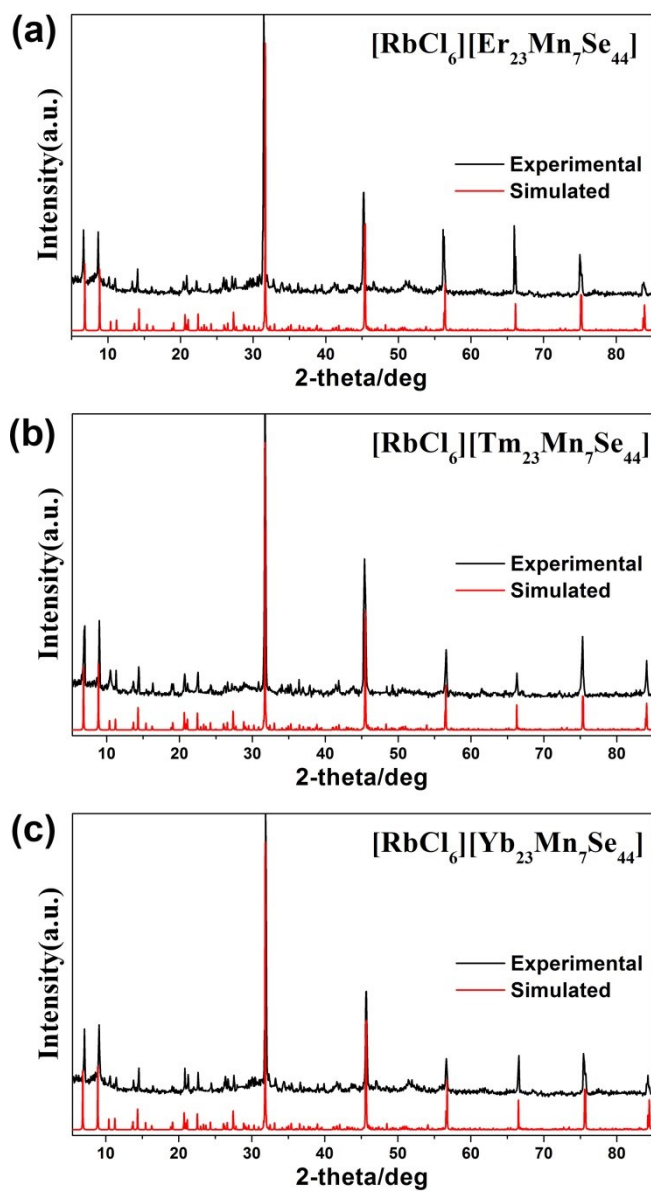 (a)
[RbCl₆][Er₂₃Mn₇Se₄₄]
Intensity(a.u.)
Experimental
Simulated
10 20 30 40 50 60 70 80
2-theta/deg
(b)
[RbCl₆][Tm₂₃Mn₇Se₄₄]
Intensity(a.u.)
Experimental
Simulated
10 20 30 40 50 60 70 80
2-theta/deg
(c)
[RbCl₆][Yb₂₃Mn₇Se₄₄]
Intensity(a.u.)
Experimental
Simulated
10 20 30 40 50 60 70 80
2-theta/deg